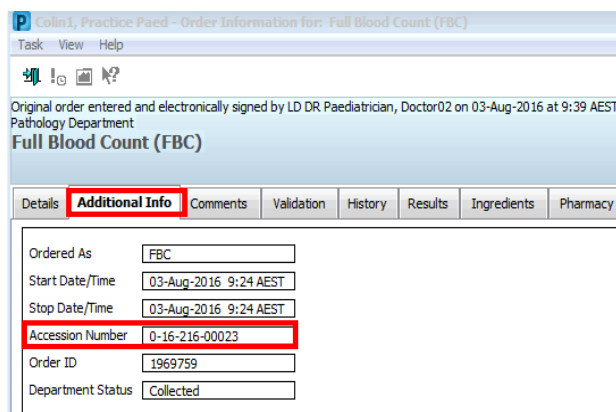 Colin1, Practice Paed - Order Information for: Full Blood Count (FBC)
Task View Help
Original order entered and electronically signed by LD DR Paediatrician, Doctor02 on 03-Aug-2016 at 9:39 AEST
Pathology Department
Full Blood Count (FBC)
Details Additional Info Comments Validation History Results Ingredients Pharmacy
Ordered As FBC
Start Date/Time 03-Aug-2016 9:24 AEST
Stop Date/Time 03-Aug-2016 9:24 AEST
Accession Number 0-16-216-00023
Order ID 1969759
Department Status Collected